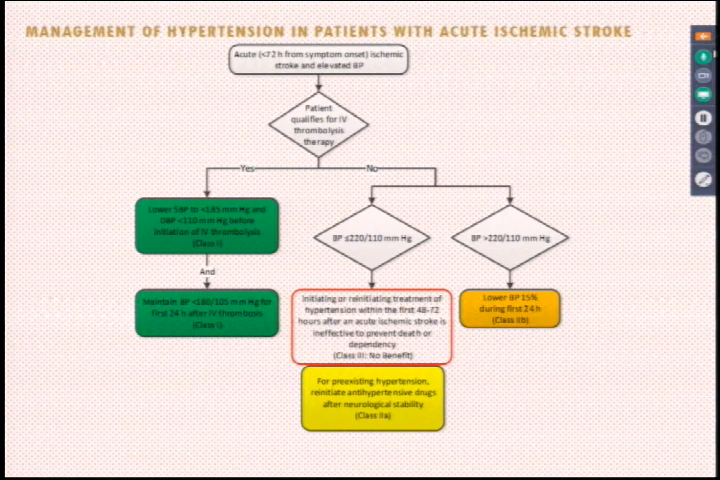 MANAGEMENT OF HYPERTENSION IN PATIENTS WITH ACUTE ISCHEMIC STROKE
Acute (<72 h from symptom onset) ischemic
stroke and elevated BP
Patient
qualifies for IV
thrombolysis
therapy
Yes
No
Lower SBP to <185 mm Hg and
DBP <110 mm Hg before
initiation of IV thrombolysis
(Class I)
And
Maintain BP <180/105 mm Hg for
first 24 h after IV thrombosis
(Class I)
BP ≤220/110 mm Hg
BP >220/110 mm Hg
Initiating or reinitiating treatment of
hypertension within the first 48-72
hours after an acute ischemic stroke is
ineffective to prevent death or
dependency
(Class III: No Benefit)
Lower BP 15%
during first 24 h
(Class IIb)
For preexisting hypertension,
reinitiate antihypertensive drugs
after neurological stability
(Class IIa)